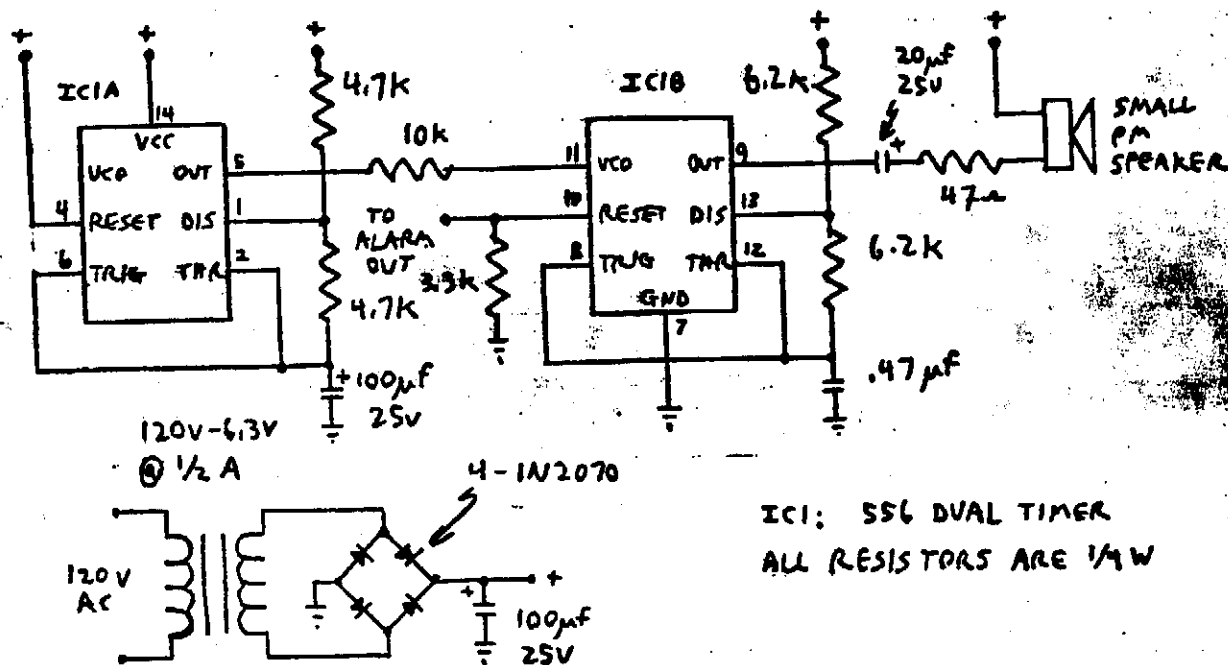 +
+
+
+
+
IC1A
14
VCC
VCO
OUT
5
4
RESET
DIS
1
6
TRIG
THR
2
4.7k
10k
4.7k
+
100µf
25v
TO
ALARM
OUT
3.9k
IC1B
11
VCO
OUT
9
10
RESET
DIS
13
8
TRIG
THR
12
GND
7
6.2k
20µf
25v
+
47Ω
SMALL
PM
SPEAKER
6.2k
.47µf
120v-6.3v
@ 1/2 A
4-1N2070
120v
AC
+
+
100µf
25v
IC1: 556 DUAL TIMER
ALL RESISTORS ARE 1/4 W